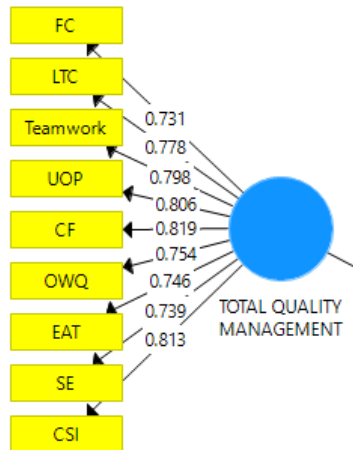 FC
LTC
Teamwork
UOP
CF
OWQ
EAT
SE
CSI
0.731
0.778
0.798
0.806
0.819
0.754
0.746
0.739
0.813
TOTAL QUALITY
MANAGEMENT